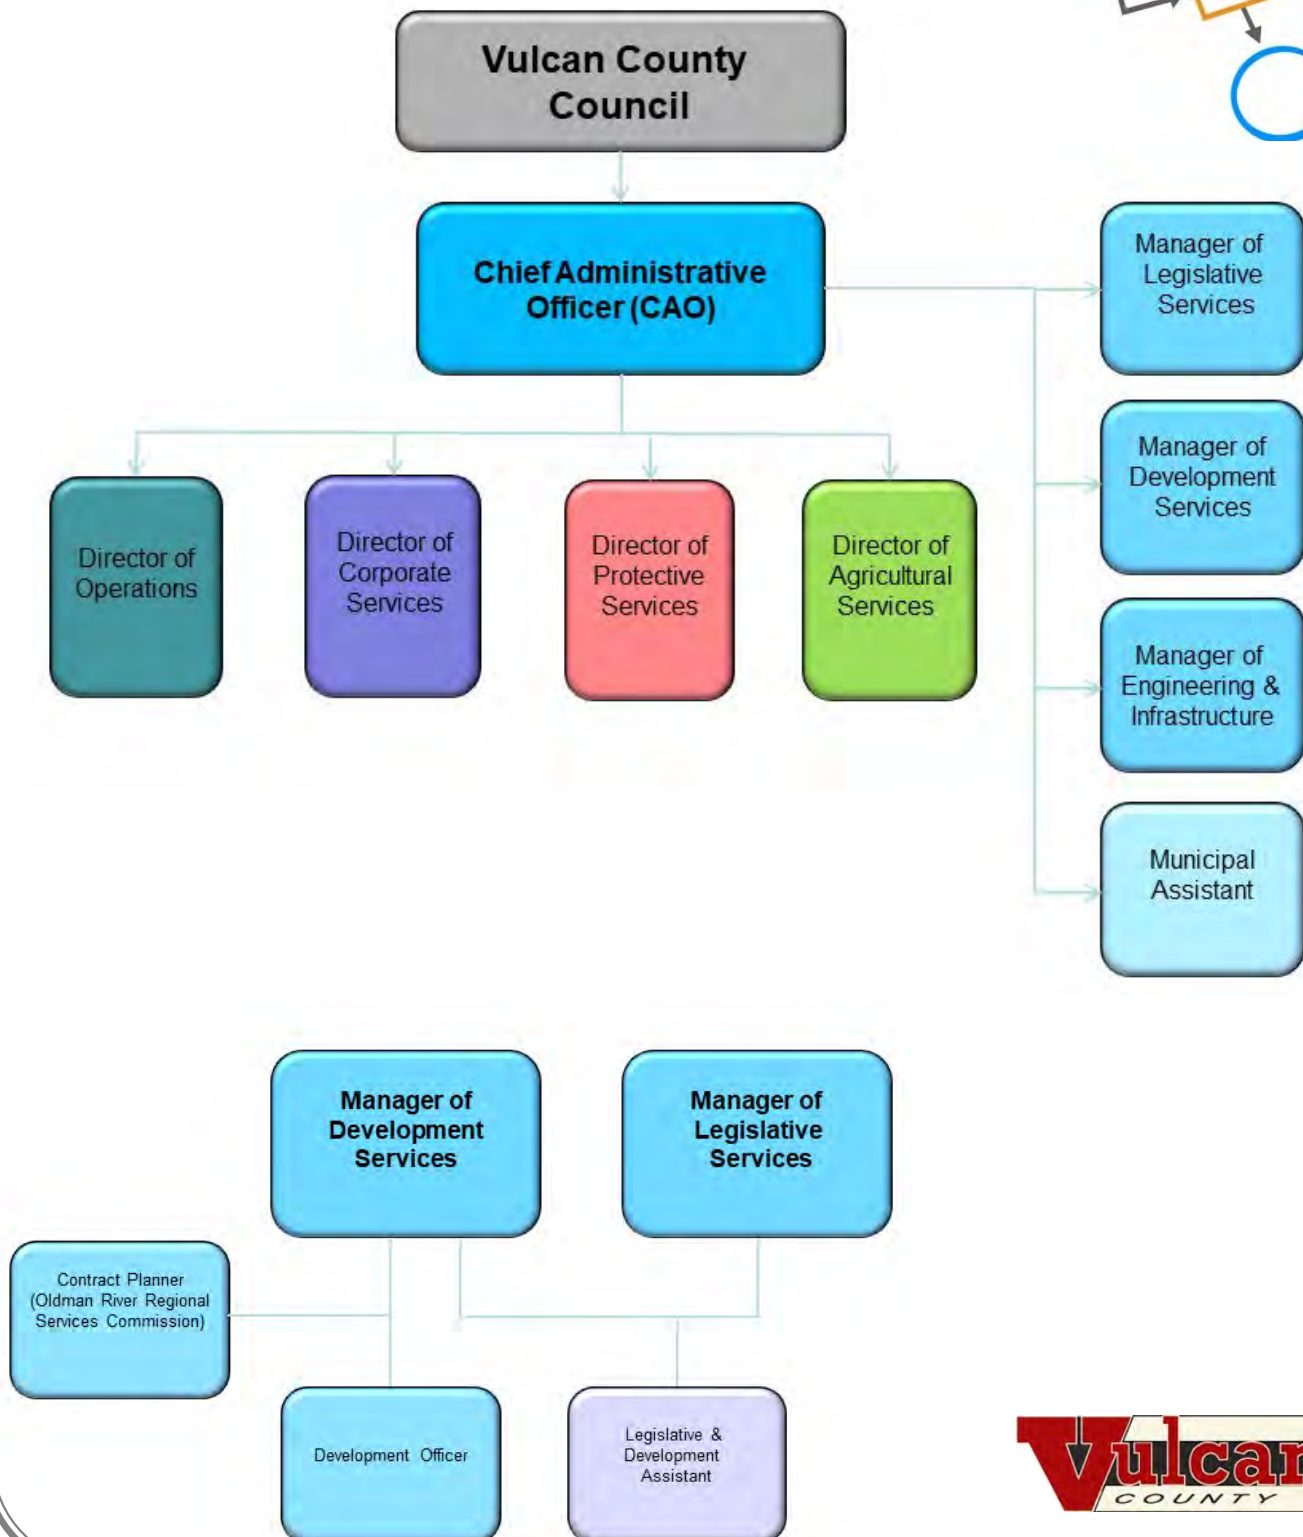 Vulcan County
Council
Chief Administrative
Officer (CAO)
Manager of
Legislative
Services
Manager of
Development
Services
Manager of
Engineering &
Infrastructure
Municipal
Assistant
Director of
Operations
Director of
Corporate
Services
Director of
Protective
Services
Director of
Agricultural
Services
Manager of
Development
Services
Manager of
Legislative
Services
Contract Planner
(Oldman River Regional
Services Commission)
Development Officer
Legislative &
Development
Assistant
Vulcan
COUNTY